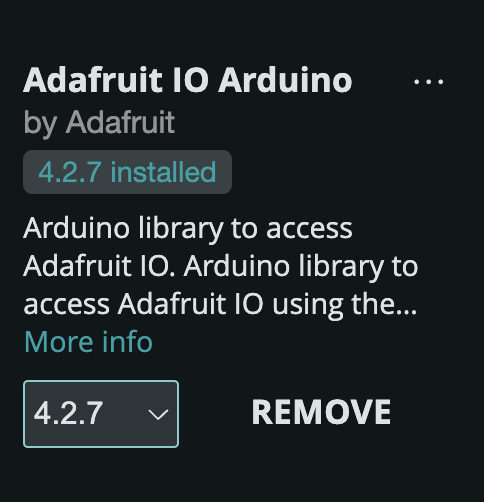 Adafruit IO Arduino ...
by Adafruit
4.2.7 installed
Arduino library to access
Adafruit IO. Arduino library to
access Adafruit IO using the...
More info
4.2.7 REMOVE